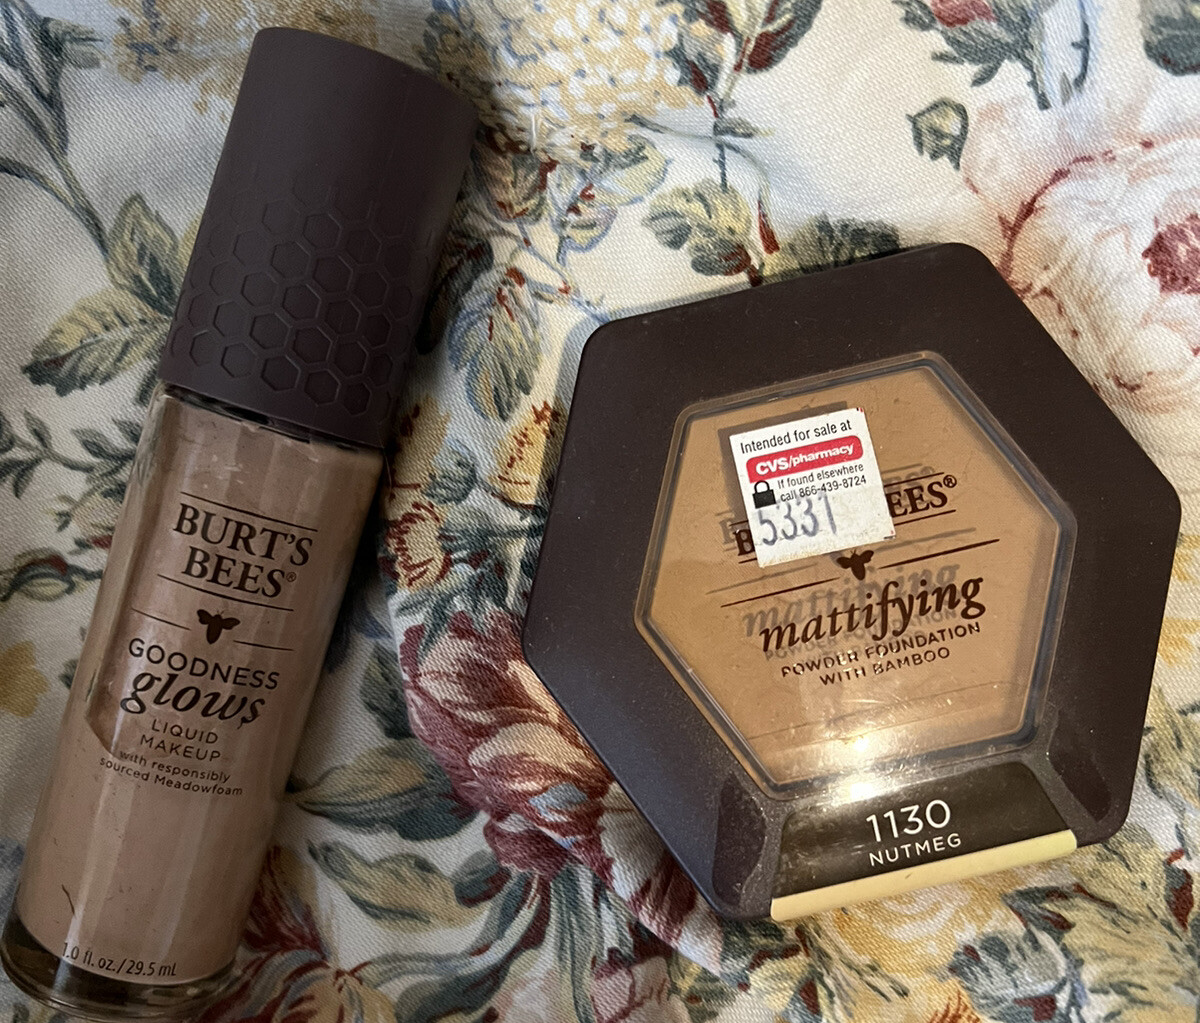 BURT'S
BEES®
GOODNESS
glows
LIQUID
MAKEUP
with responsibly
sourced Meadowfoam
1.0 fl. oz./29.5 mL
Intended for sale at
CVS/pharmacy
If found elsewhere
call 866-439-8724
5331
B EES®
mattifying
POWDER FOUNDATION
WITH BAMBOO
1130
NUTMEG